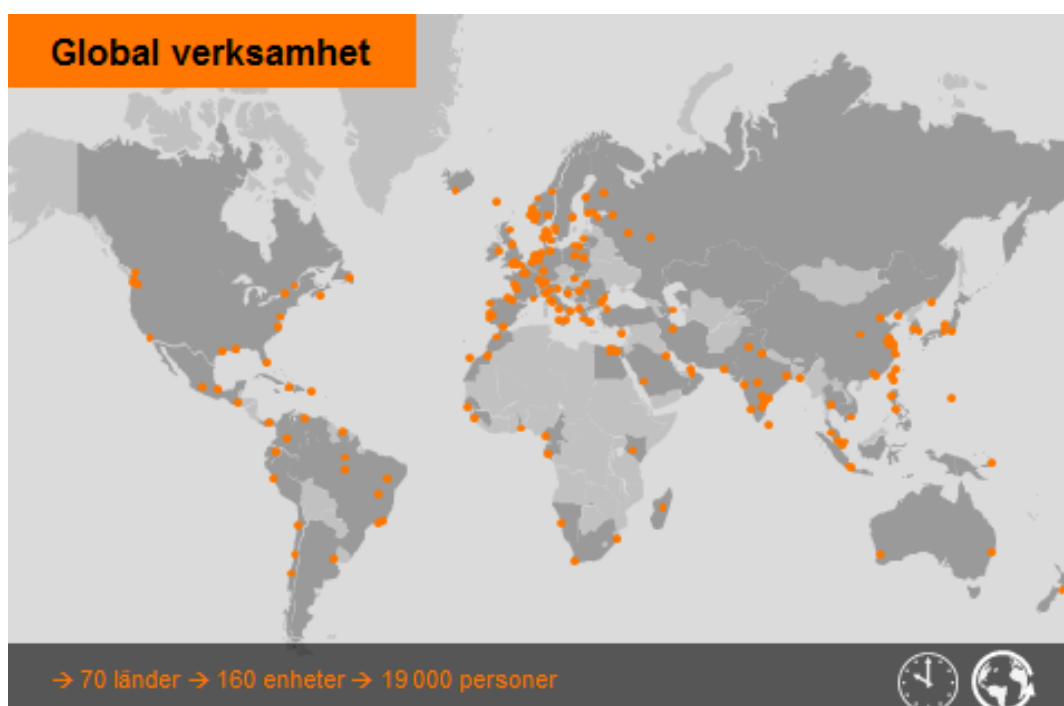 Global verksamhet
→ 70 länder → 160 enheter → 19 000 personer